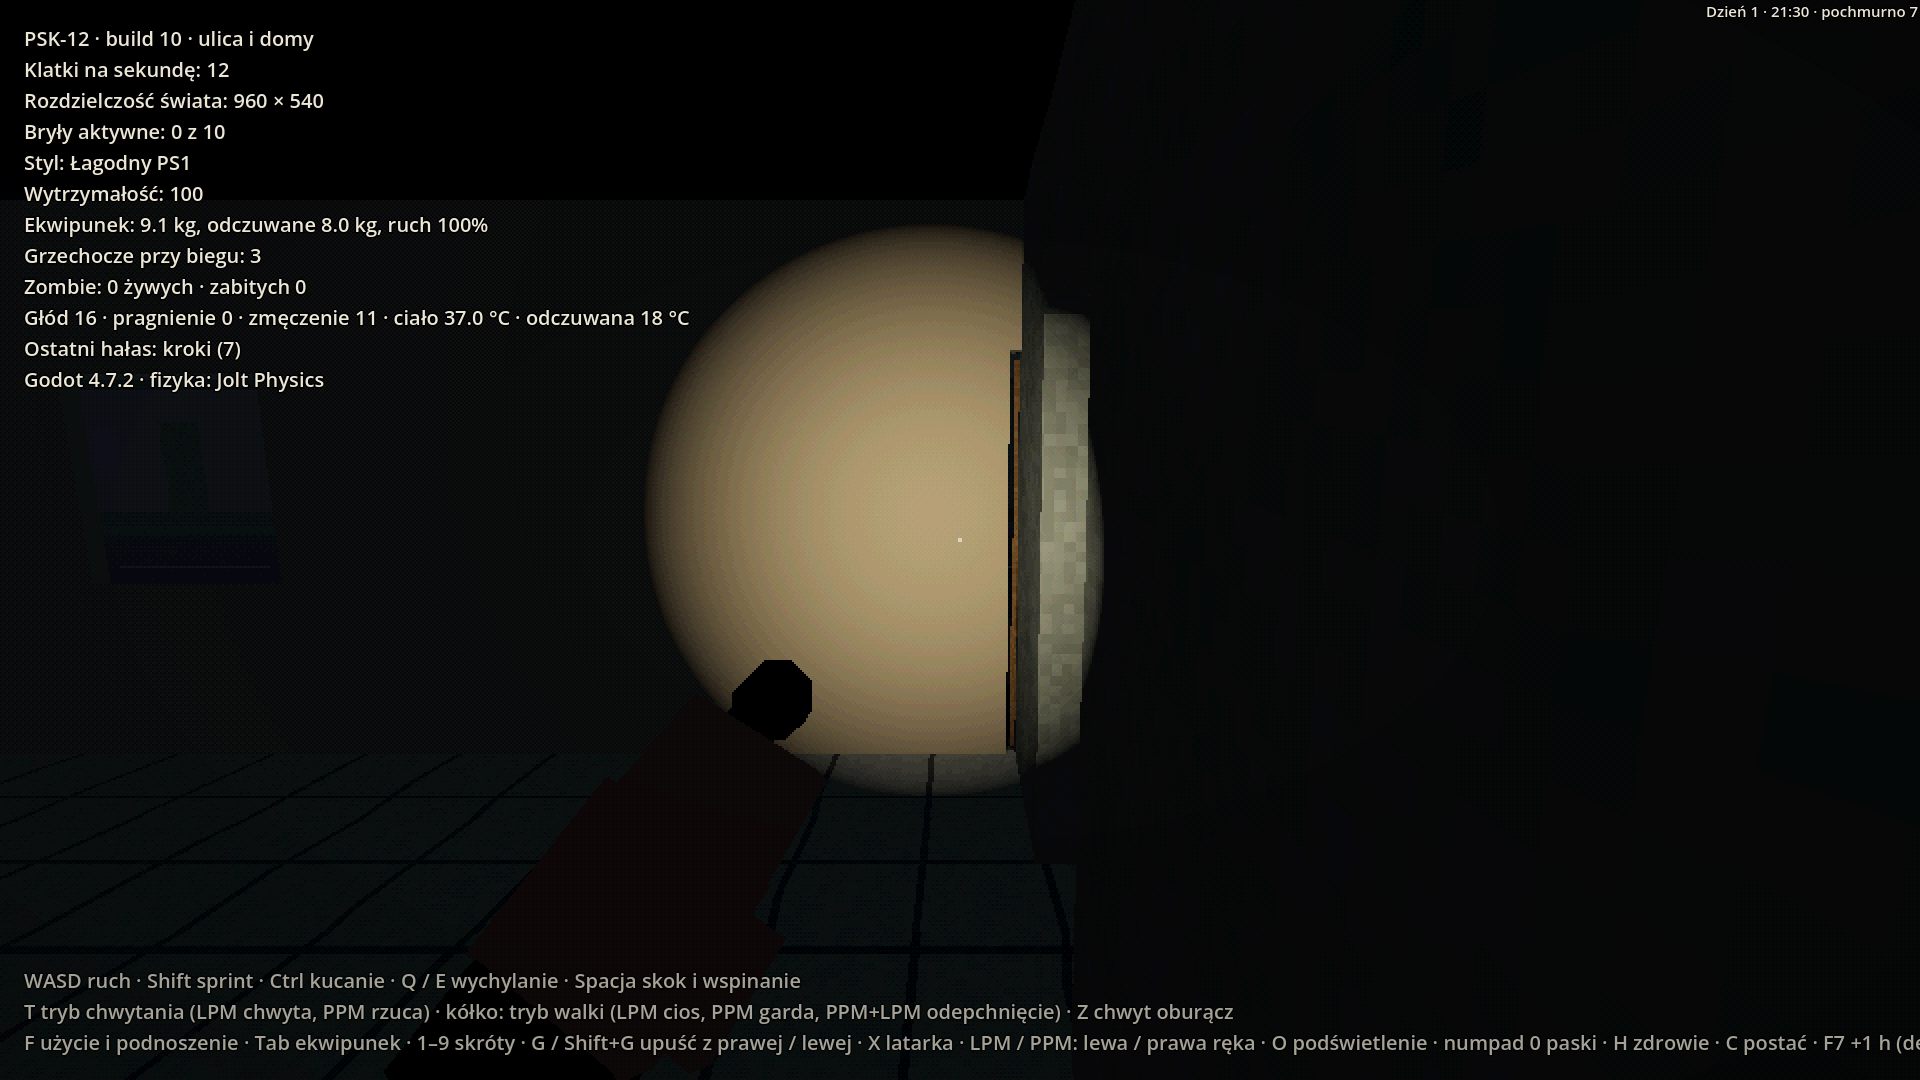 Dzień 1 · 21:30 · pochmurno 7
PSK-12 · build 10 · ulica i domy
Klatki na sekundę: 12
Rozdzielczość świata: 960 × 540
Bryły aktywne: 0 z 10
Styl: Łagodny PS1
Wytrzymałość: 100
Ekwipunek: 9.1 kg, odczuwane 8.0 kg, ruch 100%
Grzechocze przy biegu: 3
Zombie: 0 żywych · zabitych 0
Głód 16 · pragnienie 0 · zmęczenie 11 · ciało 37.0 °C · odczuwana 18 °C
Ostatni hałas: kroki (7)
Godot 4.7.2 · fizyka: Jolt Physics
WASD ruch · Shift sprint · Ctrl kucanie · Q / E wychylanie · Spacja skok i wspinanie
T tryb chwytania (LPM chwyta, PPM rzuca) · kółko: tryb walki (LPM cios, PPM garda, PPM+LPM odepchnięcie) · Z chwyt oburącz
F użycie i podnoszenie · Tab ekwipunek · 1–9 skróty · G / Shift+G upuść z prawej / lewej · X latarka · LPM / PPM: lewa / prawa ręka · O podświetlenie · numpad 0 paski · H zdrowie · C postać · F7 +1 h